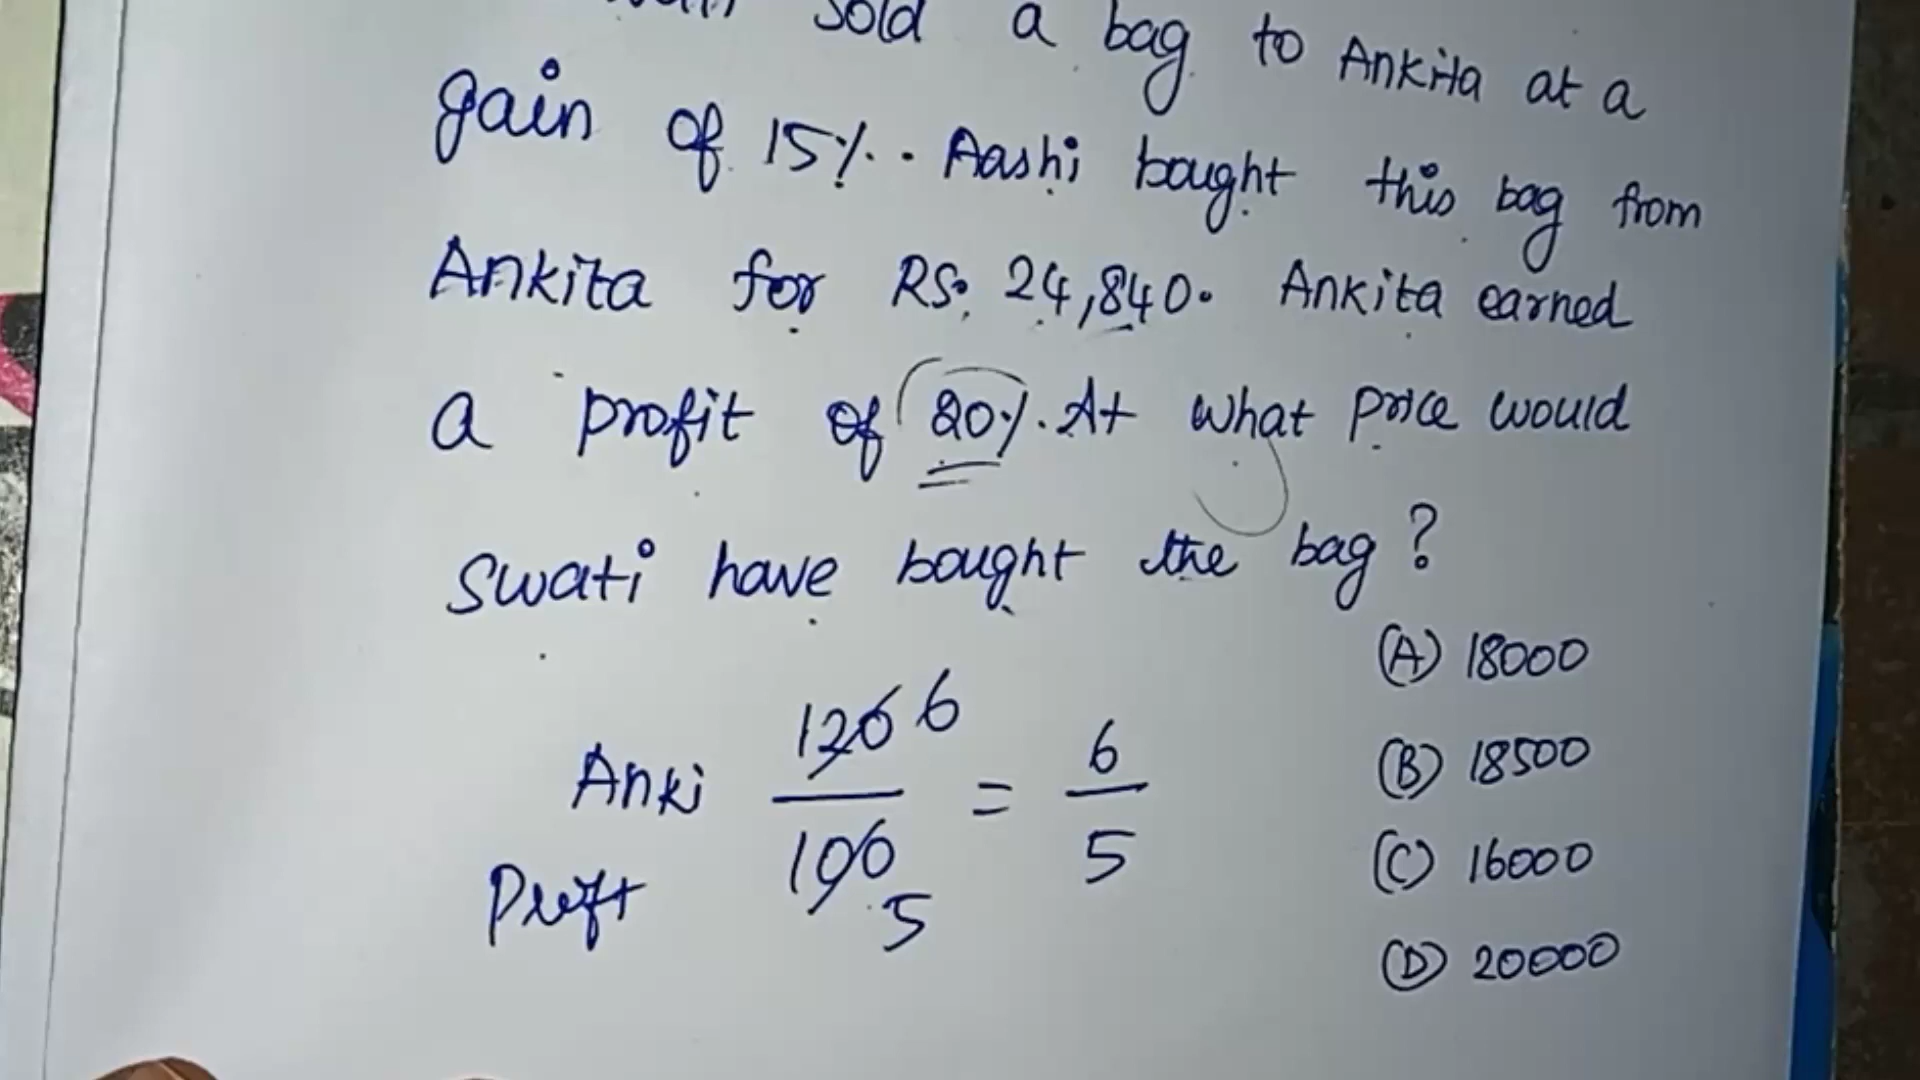 sold a bag to Ankita at a
gain of 15%. Aashi bought this bag from
Ankita for RS. 24,840. Ankita earned
a profit of 20%. At what price would
Swati have bought the bag?
(A) 18000
(B) 18500
(C) 16000
(D) 20000
Anki 120 6 / 100 5 = 6/5
Profit